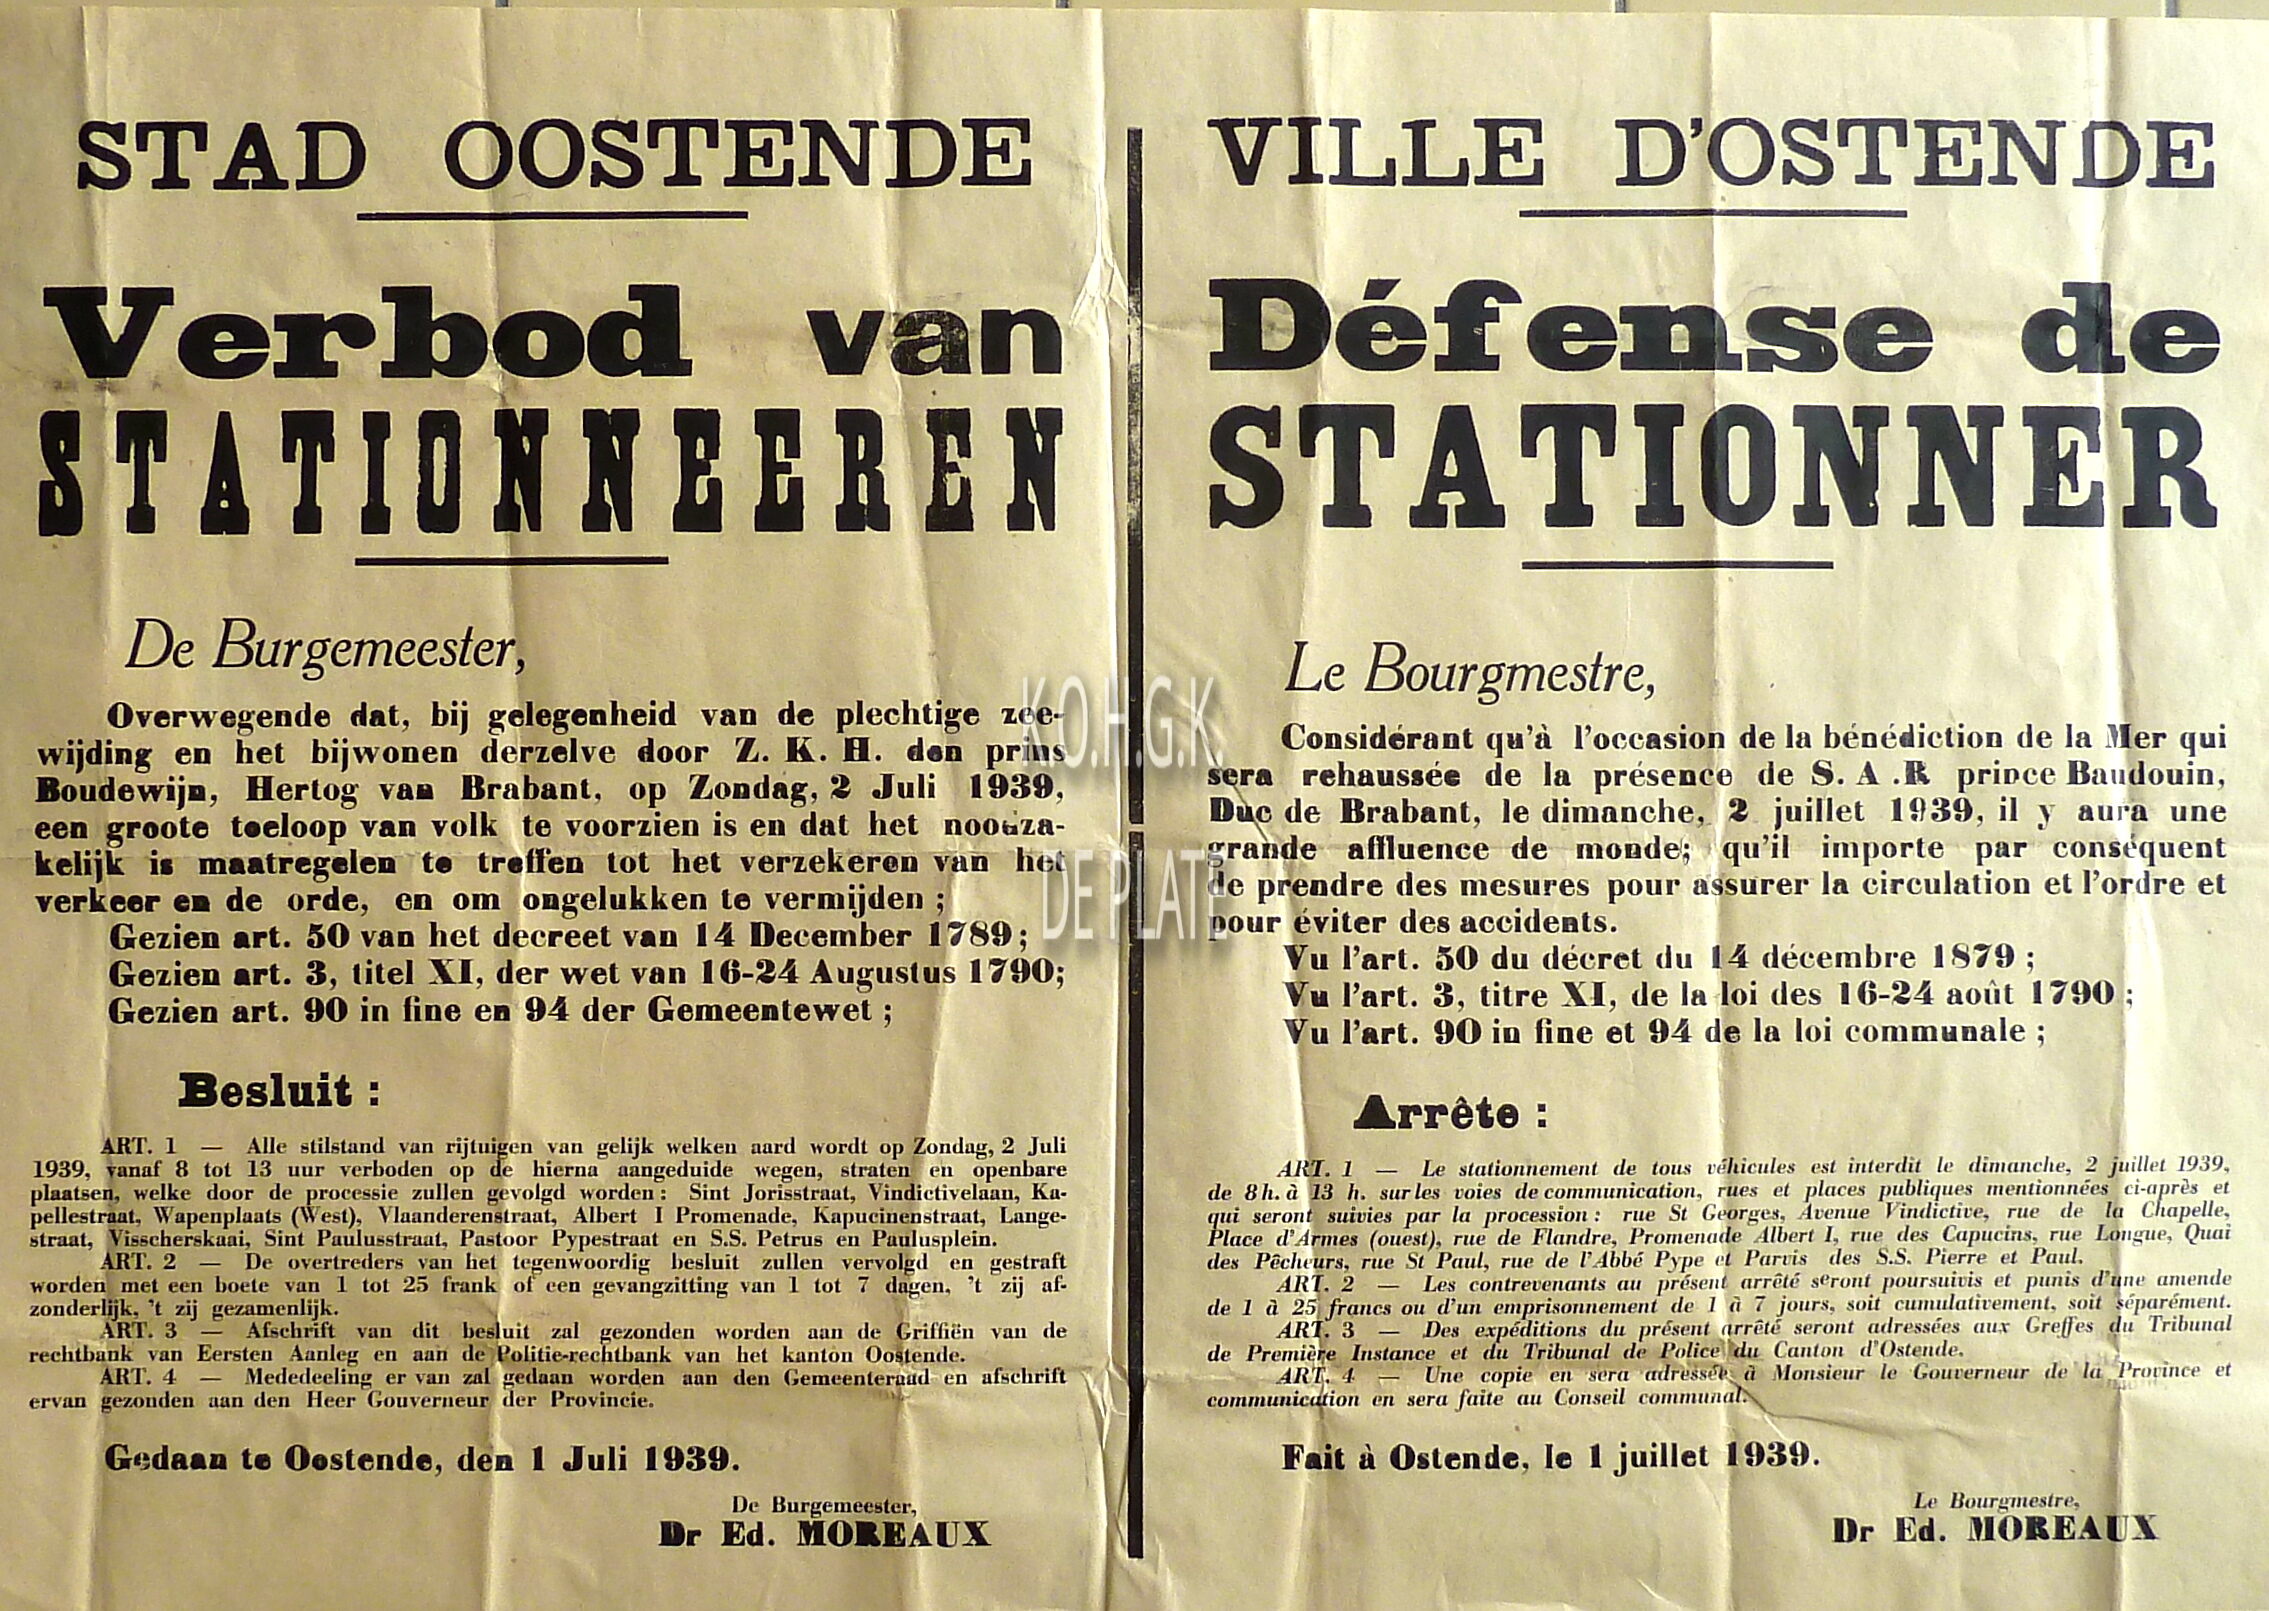 STAD OOSTENDE
Verbod van
STATIONNEEREN
De Burgemeester,
Overwegende dat, bij gelegenheid van de plechtige zee-
wijding en het bijwonen derzelve door Z. K. H. den prins
Boudewijn, Hertog van Brabant, op Zondag, 2 Juli 1939,
een groote toeloop van volk te voorzien is en dat het noodza-
kelijk is maatregelen te treffen tot het verzekeren van het
verkeer en de orde, en om ongelukken te vermijden ;
Gezien art. 50 van het decreet van 14 December 1789 ;
Gezien art. 3, titel XI, der wet van 16-24 Augustus 1790;
Gezien art. 90 in fine en 94 der Gemeentewet ;
Besluit :
ART. 1 — Alle stilstand van rijtuigen van gelijk welken aard wordt op Zondag, 2 Juli
1939, vanaf 8 tot 13 uur verboden op de hierna aangeduide wegen, straten en openbare
plaatsen, welke door de processie zullen gevolgd worden : Sint Jorisstraat, Vindictivelaan, Ka-
pellestraat, Wapenplaats (West), Vlaanderenstraat, Albert I Promenade, Kapucinenstraat, Lange-
straat, Visscherskaai, Sint Paulusstraat, Pastoor Pypestraat en S.S. Petrus en Paulusplein.
ART. 2 — De overtreders van het tegenwoordig besluit zullen vervolgd en gestraft
worden met een boete van 1 tot 25 frank of een gevangzitting van 1 tot 7 dagen, 't zij af-
zonderlijk, 't zij gezamenlijk.
ART. 3 — Afschrift van dit besluit zal gezonden worden aan de Griffiën van de
rechtbank van Eersten Aanleg en aan de Politie-rechtbank van het kanton Oostende.
ART. 4 — Mededeeling er van zal gedaan worden aan den Gemeenteraad en afschrift
ervan gezonden aan den Heer Gouverneur der Provincie.
Gedaan te Oostende, den 1 Juli 1939.
De Burgemeester,
Dr Ed. MOREAUX
VILLE D'OSTENDE
Défense de
STATIONNER
Le Bourgmestre,
Considérant qu'à l'occasion de la bénédiction de la Mer qui
sera rehaussée de la présence de S. A .R prince Baudouin,
Duc de Brabant, le dimanche, 2 juillet 1939, il y aura une
grande affluence de monde; qu'il importe par conséquent
de prendre des mesures pour assurer la circulation et l'ordre et
pour éviter des accidents.
Vu l'art. 50 du décret du 14 décembre 1879 ;
Vu l'art. 3, titre XI, de la loi des 16-24 août 1790 ;
Vu l'art. 90 in fine et 94 de la loi communale ;
Arrête :
ART. 1 — Le stationnement de tous véhicules est interdit le dimanche, 2 juillet 1939,
de 8 h. à 13 h. sur les voies de communication, rues et places publiques mentionnées ci-après et
qui seront suivies par la procession : rue St Georges, Avenue Vindictive, rue de la Chapelle,
Place d'Armes (ouest), rue de Flandre, Promenade Albert I, rue des Capucins, rue Longue, Quai
des Pêcheurs, rue St Paul, rue de l'Abbé Pype et Parvis des S.S. Pierre et Paul.
ART. 2 — Les contrevenants au présent arrêté seront poursuivis et punis d'une amende
de 1 à 25 francs ou d'un emprisonnement de 1 à 7 jours, soit cumulativement, soit séparément.
ART. 3 — Des expéditions du présent arrêté seront adressées aux Greffes du Tribunal
de Première Instance et du Tribunal de Police du Canton d'Ostende.
ART. 4 — Une copie en sera adressée à Monsieur le Gouverneur de la Province et
communication en sera faite au Conseil communal.
Fait à Ostende, le 1 juillet 1939.
Le Bourgmestre,
Dr Ed. MOREAUX
K.O.H.G.K.
DE PLATE